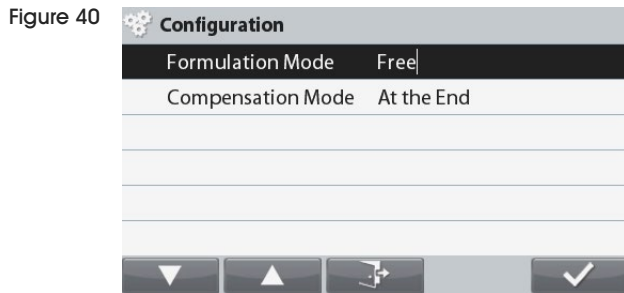 Figure 40
Configuration
Formulation Mode Free
Compensation Mode At the End